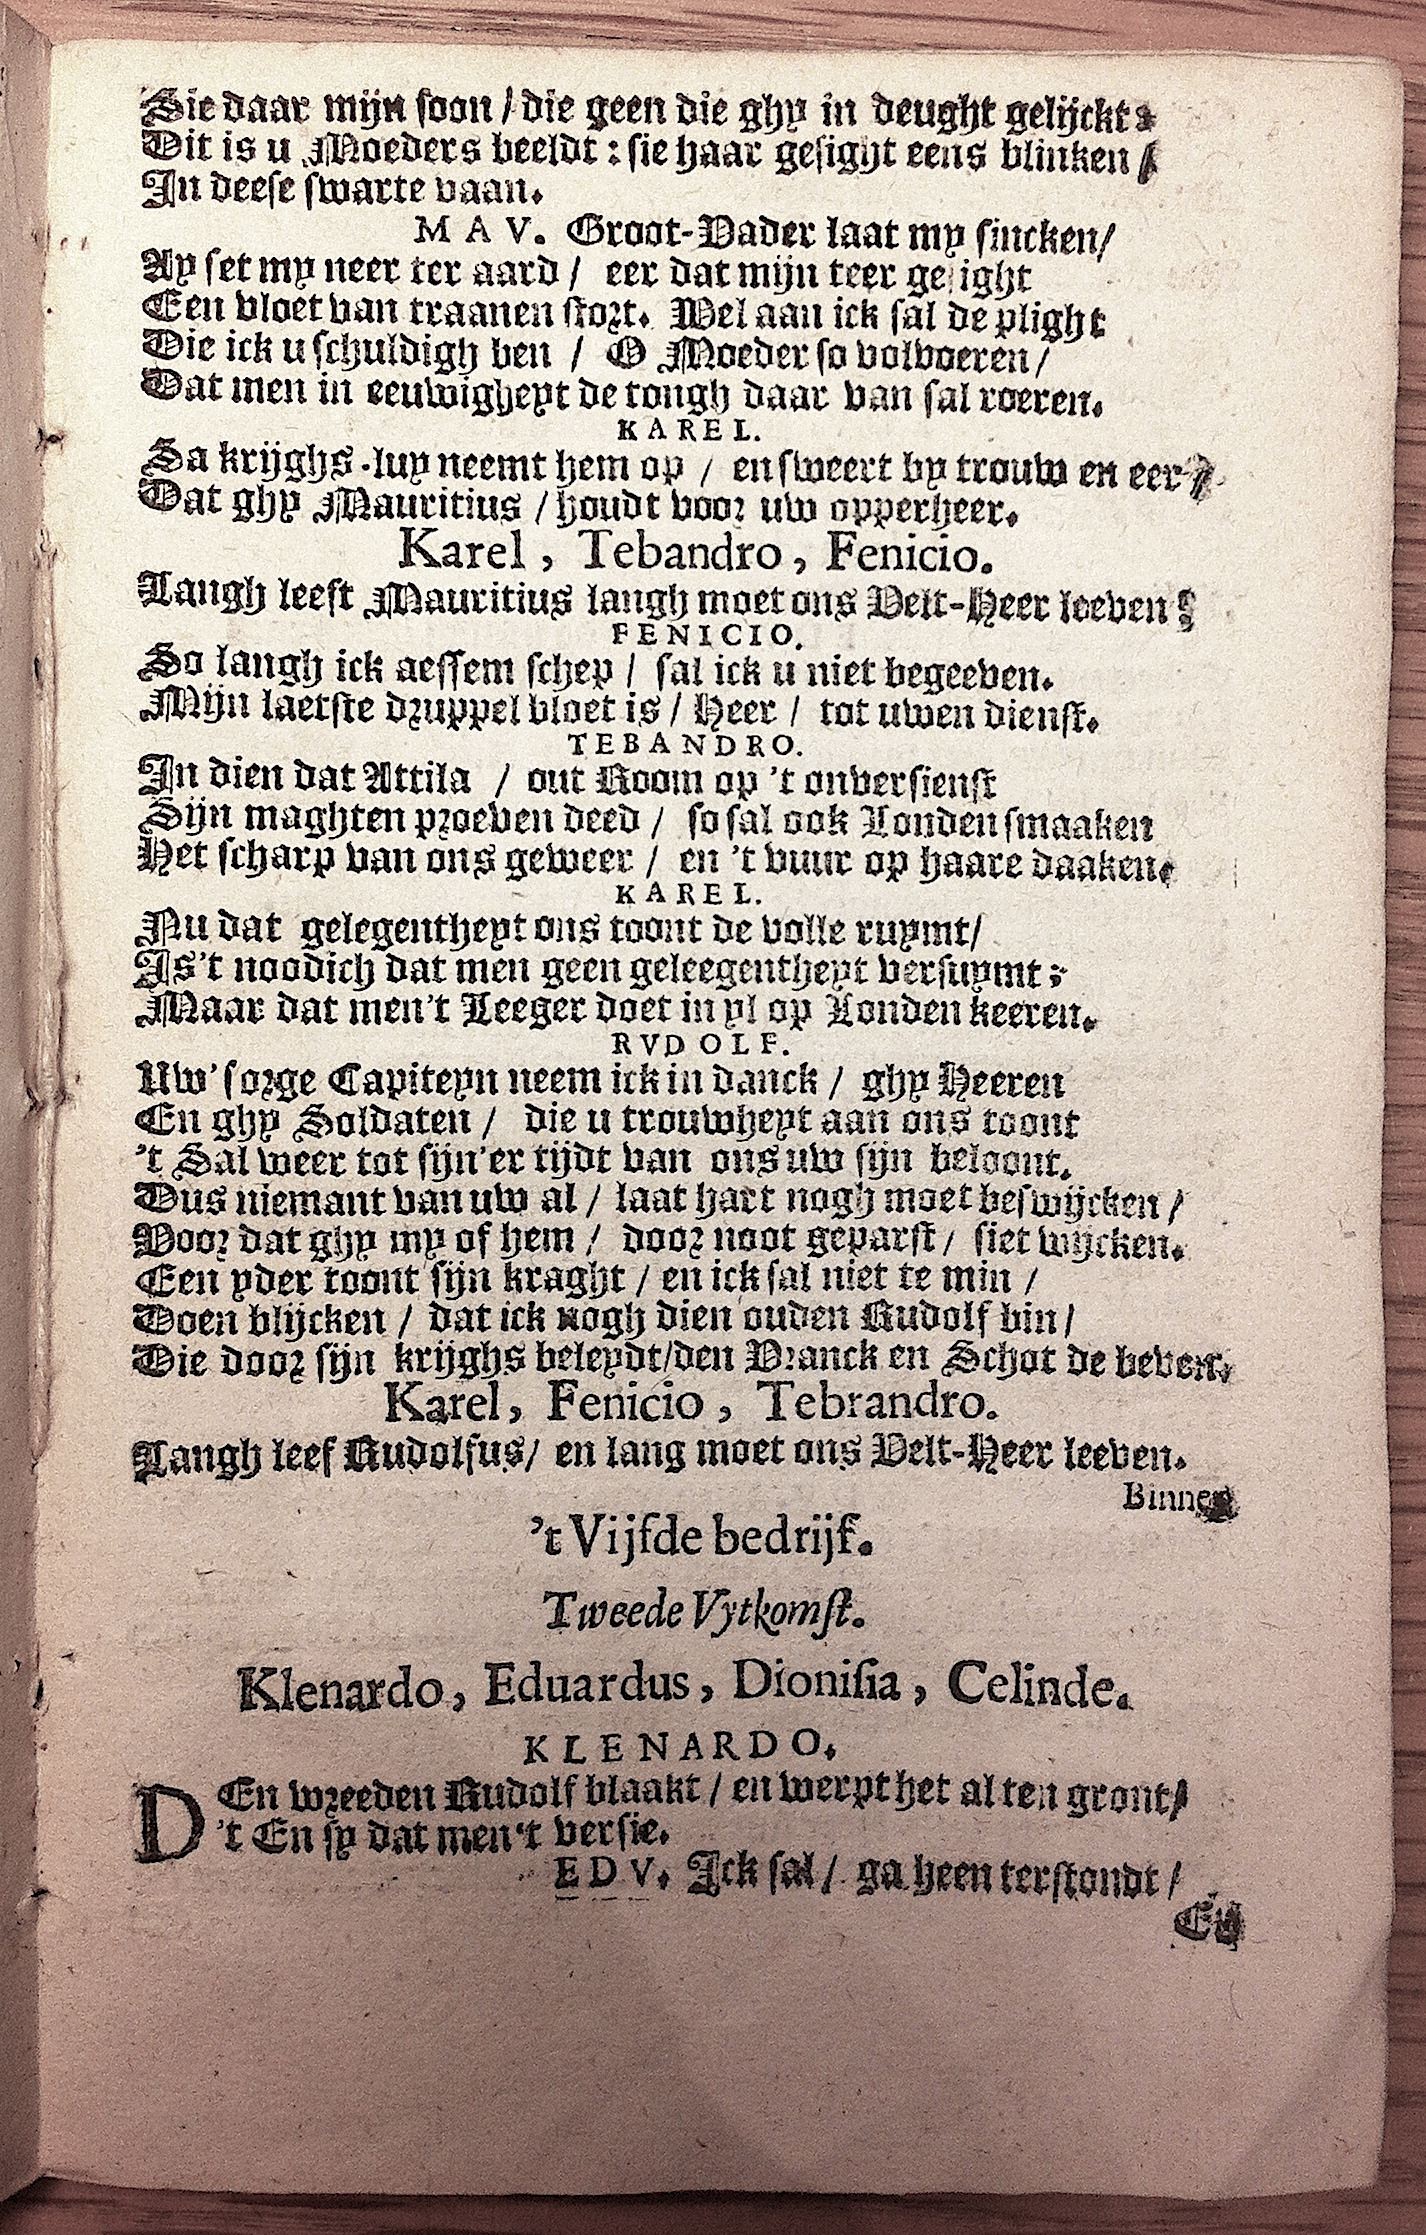 Sie daar mijn soon / die geen die ghy in deught gelijckt:
Dit is u Moeders beeldt : sie haar gesight eens blinken /
In deese swarte vaan.
MAV. Groot-Vader laat my sincken/
Ay set my neer ter aard / eer dat mijn teer gesight
Een vloet van traanen stort. Wel aan ick sal de plight
Die ick u schuldigh ben / O Moeder so volvoeren /
Dat men in eeuwigheyt de tongh daar van sal roeren.
KAREL.
Sa krijghs-luy neemt hem op / en sweert by trouw en eer /
Dat ghy Mauritius / houdt voor uw opperheer.
Karel, Tebandro, Fenicio.
Langh leeft Mauritius langh moet ons Velt-Heer leeven!
FENICIO.
So langh ick aessem schep / sal ick u niet begeeven.
Mijn laetste druppel bloet is / Heer / tot uwen dienst.
TEBANDRO.
In dien dat Attila / out Room op 't onversienst
Sijn maghten proeven deed / so sal ook Londen smaaken
Het scharp van ons geweer / en 't vuur op haare daaken.
KAREL.
Nu dat gelegentheyt ons toont de volle ruymt/
Is't noodich dat men geen geleegentheyt versuymt:
Maar dat men't Leeger doet in yl op Londen keeren.
RVDOLF.
Uw' sorge Capiteyn neem ick in danck / ghy Heeren
En ghy Soldaten / die u trouwheyt aan ons toont
't Sal weer tot sijn'er tijdt van ons uw sijn beloont.
Dus niemant van uw al / laat hart nogh moet beswijcken /
Voor dat ghy my of hem / door noot geparst / siet wijcken.
Een yder toont sijn kraght / en ick sal niet te min /
Doen blijcken / dat ick nogh dien ouden Rudolf bin /
Die door sijn krijghs beleydt/den Vranck en Schot de beven.
Karel, Fenicio, Tebrandro.
Langh leef Rudolfus/ en lang moet ons Velt-Heer leeven.
Binnen
't Vijfde bedrijf.
Tweede Vytkomst.
Klenardo, Eduardus, Dionisia, Celinde.
KLENARDO.
DEn wreeden Rudolf blaakt / en werpt het al ten gront/
't En sy dat men't versie.
EDV. Ick sal / ga heen terstondt /
En